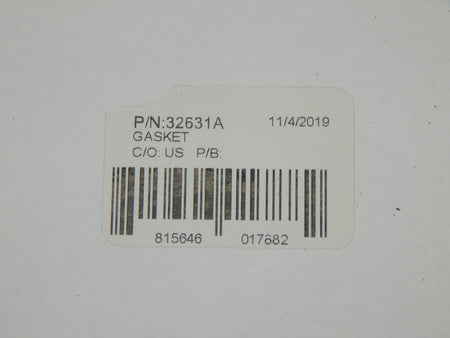 P/N:32631A 11/4/2019
GASKET
C/O: US P/B:
815646 017682